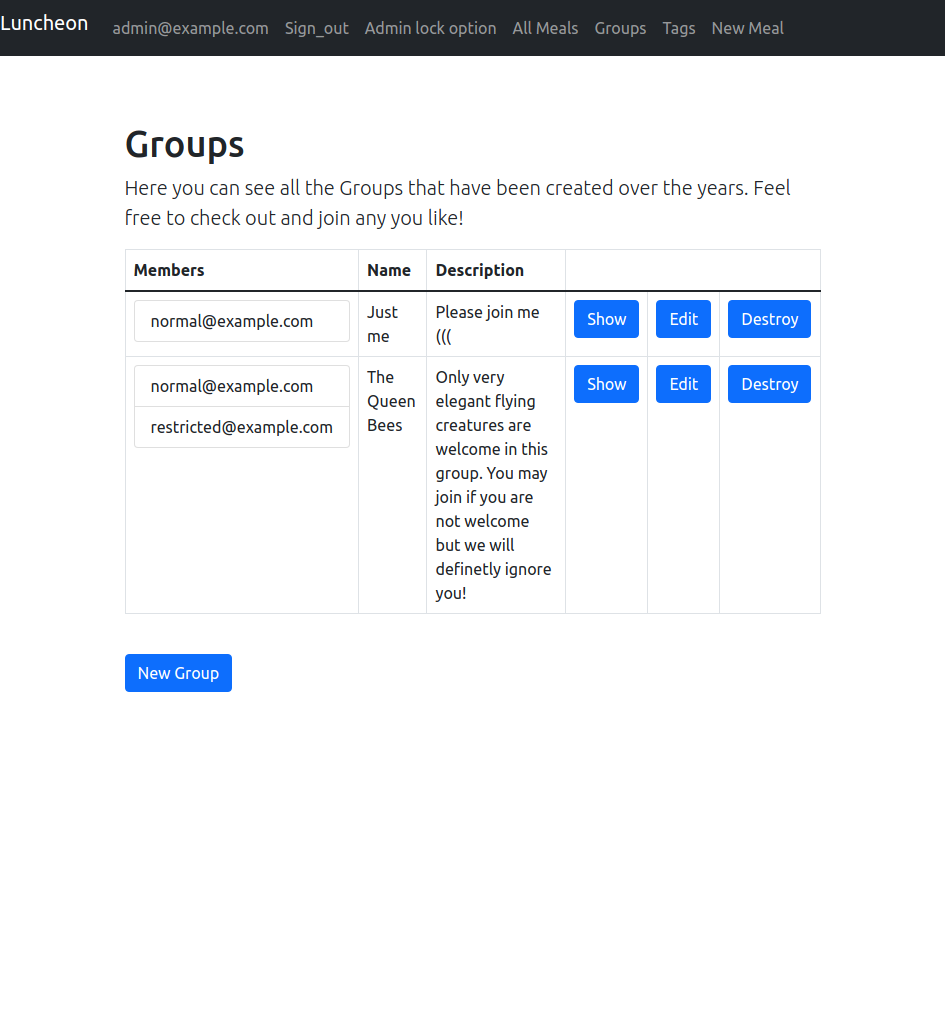 Luncheon admin@example.com Sign_out Admin lock option All Meals Groups Tags New Meal
Groups
Here you can see all the Groups that have been created over the years. Feel
free to check out and join any you like!
Members Name Description
normal@example.com
Just
me
Please join me
(((
Show Edit Destroy
normal@example.com
restricted@example.com
The
Queen
Bees
Only very
elegant flying
creatures are
welcome in this
group. You may
join if you are
not welcome
but we will
definetly ignore
you!
Show Edit Destroy
New Group